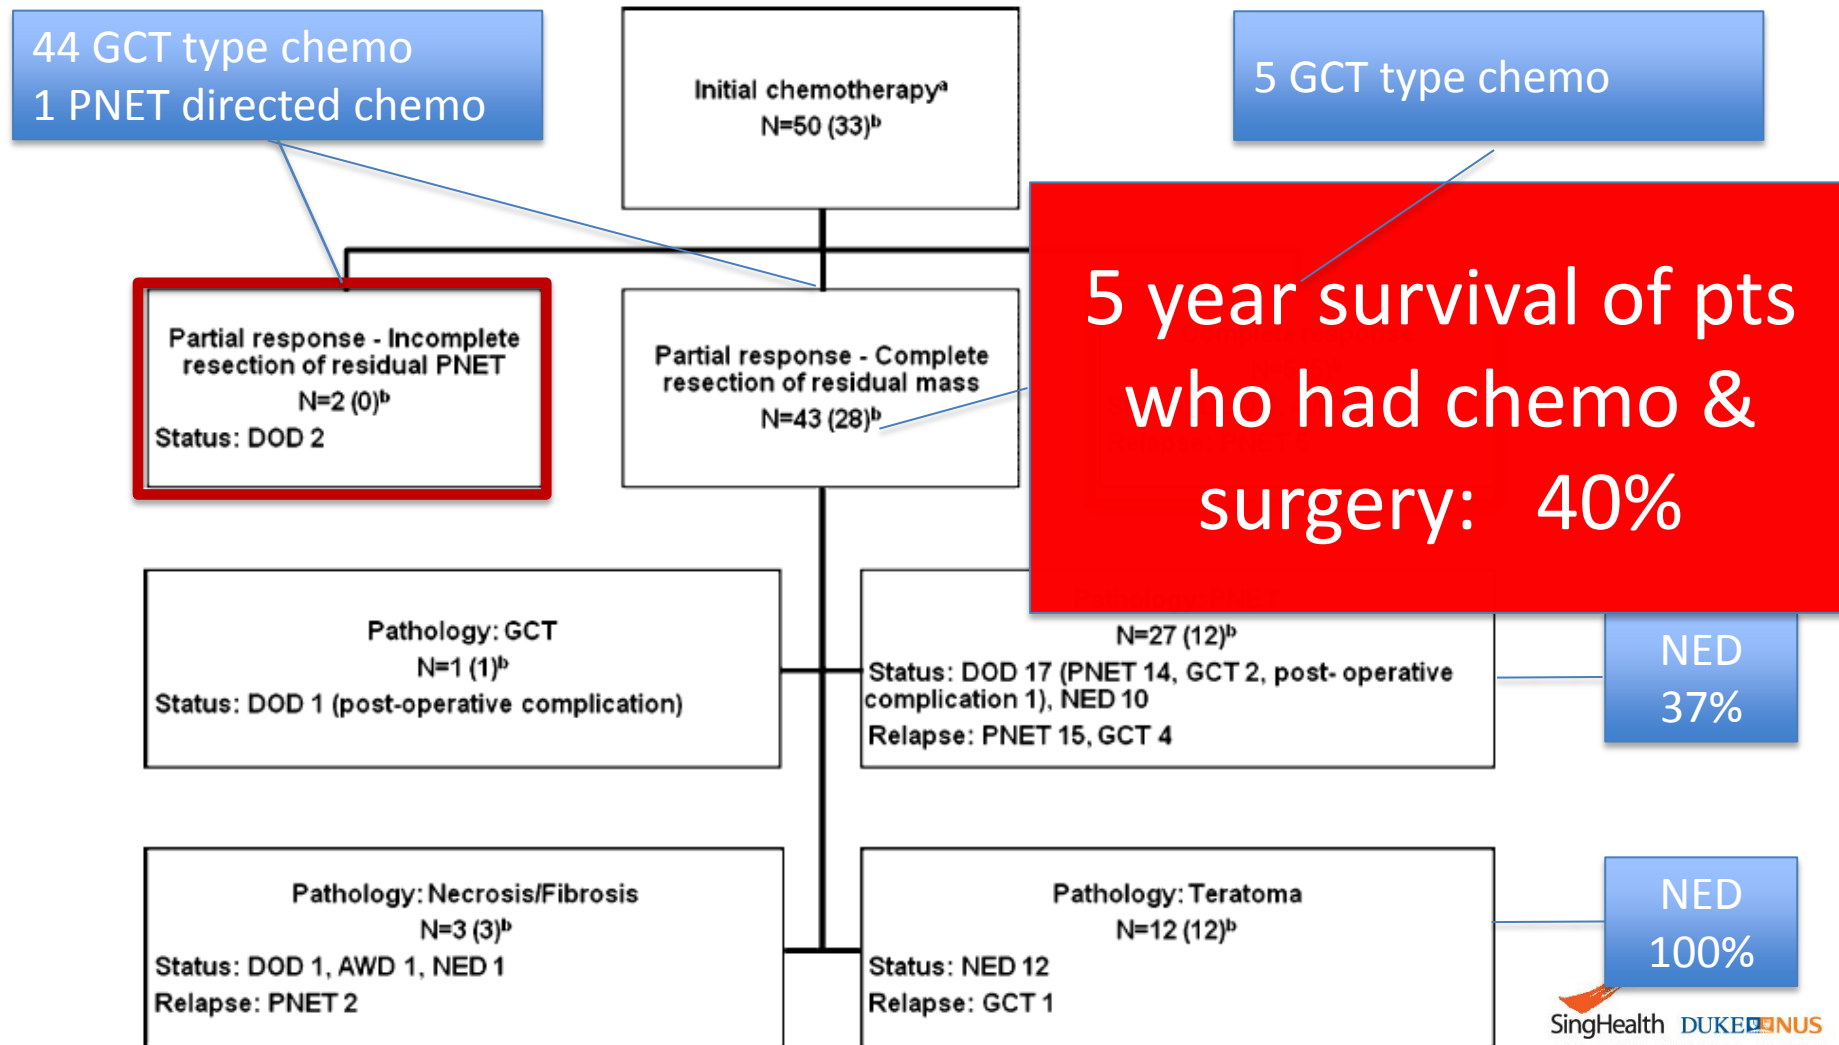 44 GCT type chemo
1 PNET directed chemo
Initial chemotherapyᵃ
N=50 (33)ᵇ
5 GCT type chemo
Partial response - Incomplete
resection of residual PNET
N=2 (0)ᵇ
Status: DOD 2
Partial response - Complete
resection of residual mass
N=43 (28)ᵇ
5 year survival of pts
who had chemo &
surgery: 40%
Pathology: GCT
N=1 (1)ᵇ
Status: DOD 1 (post-operative complication)
N=27 (12)ᵇ
Status: DOD 17 (PNET 14, GCT 2, post- operative
complication 1), NED 10
Relapse: PNET 15, GCT 4
NED
37%
Pathology: Necrosis/Fibrosis
N=3 (3)ᵇ
Status: DOD 1, AWD 1, NED 1
Relapse: PNET 2
Pathology: Teratoma
N=12 (12)ᵇ
Status: NED 12
Relapse: GCT 1
NED
100%
SingHealth DUKE NUS